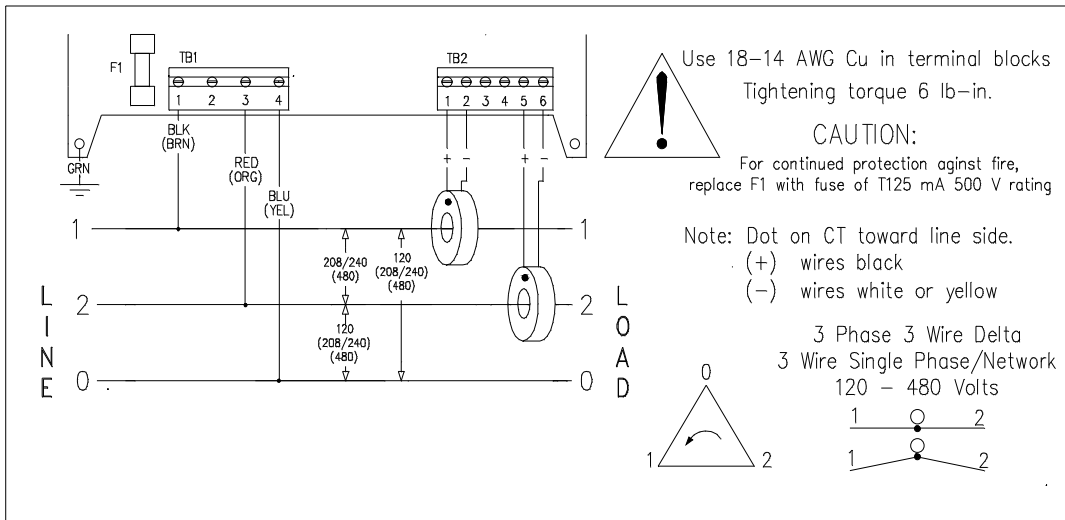 F1
TB1
1 2 3 4
TB2
1 2 3 4 5 6
GRN
BLK
(BRN)
RED
(ORG)
BLU
(YEL)
+ -
+ -
LINE
1
2
0
208/240
(480)
120
(208/240)
(480)
120
(208/240)
(480)
1
2
0
LOAD
!
Use 18-14 AWG Cu in terminal blocks
Tightening torque 6 lb-in.
CAUTION:
For continued protection aginst fire,
replace F1 with fuse of T125 mA 500 V rating
Note: Dot on CT toward line side.
(+) wires black
(-) wires white or yellow
3 Phase 3 Wire Delta
3 Wire Single Phase/Network
120 - 480 Volts
0
1 2
1 O 2
1 O 2